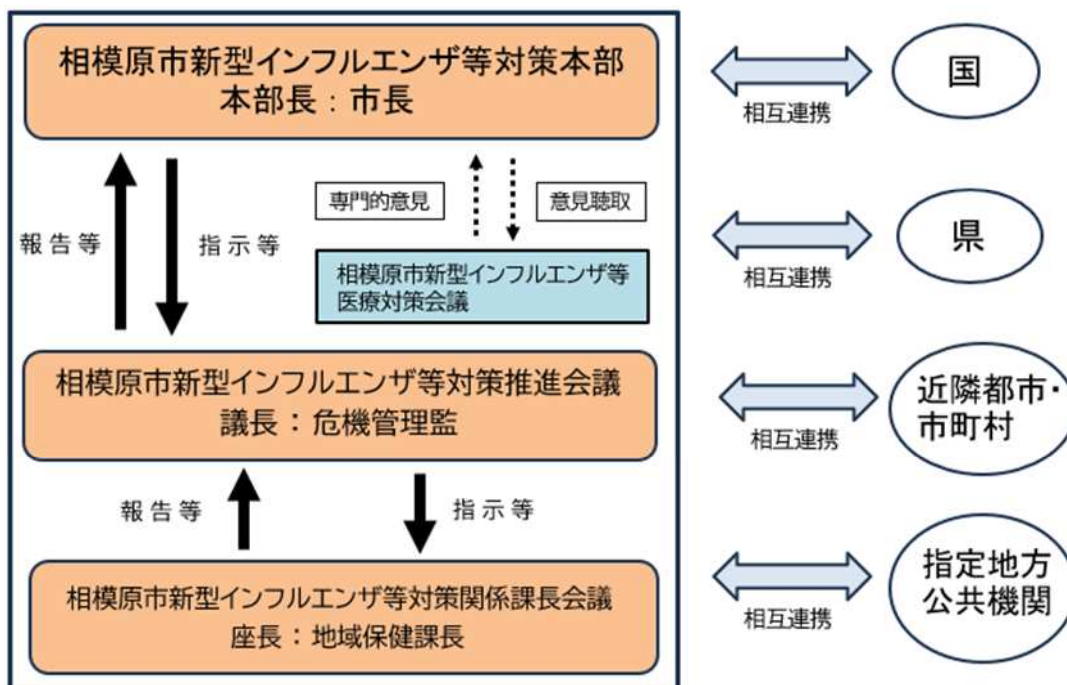 相模原市新型インフルエンザ等対策本部
本部長：市長
報告等
指示等
専門的意見
意見聴取
相模原市新型インフルエンザ等
医療対策会議
相模原市新型インフルエンザ等対策推進会議
議長：危機管理監
報告等
指示等
相模原市新型インフルエンザ等対策関係課長会議
座長：地域保健課長
相互連携
国
相互連携
県
相互連携
近隣都市・
市町村
相互連携
指定地方
公共機関